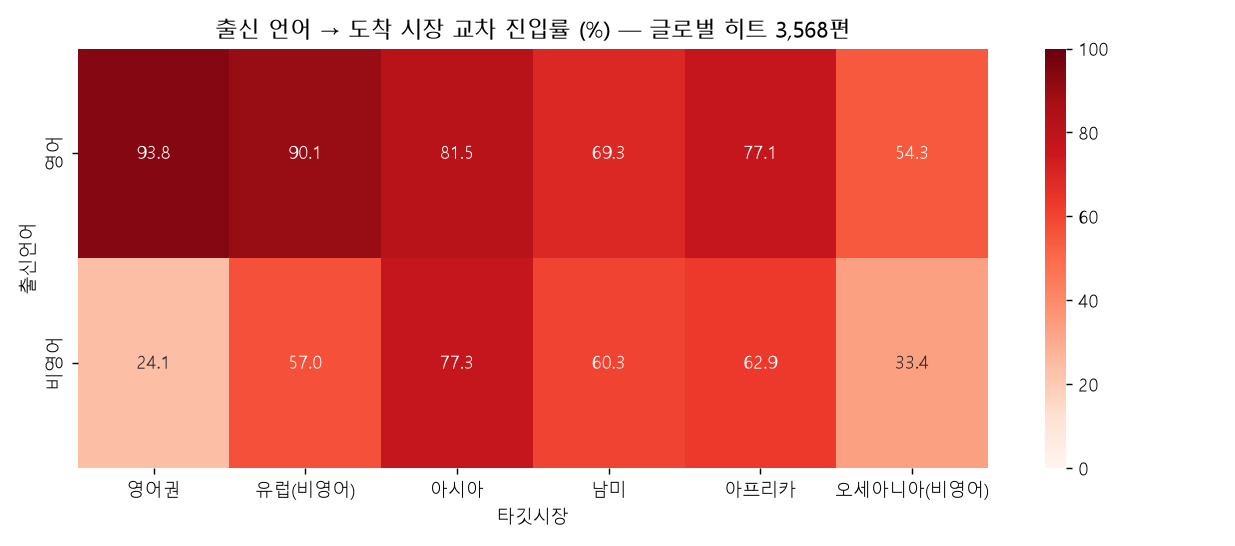 출신 언어 → 도착 시장 교차 진입률 (%) — 글로벌 히트 3,568편
출신언어
영어
93.8 90.1 81.5 69.3 77.1 54.3
비영어
24.1 57.0 77.3 60.3 62.9 33.4
영어권 유럽(비영어) 아시아 남미 아프리카 오세아니아(비영어)
타깃시장
100
80
60
40
20
0